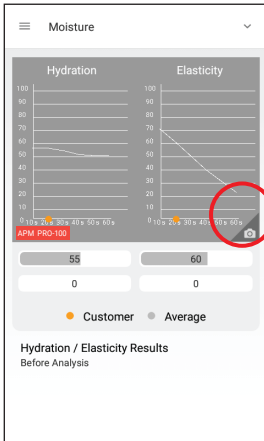 Moisture
Hydration Elasticity
100 100
90 90
80 80
70 70
60 60
50 50
40 40
30 30
20 20
10 10
0 10s 20s 30s 40s 50s 60s 0 10s 20s 30s 40s 50s 60s
APM PRO-100
55 60
0 0
Customer Average
Hydration / Elasticity Results
Before Analysis